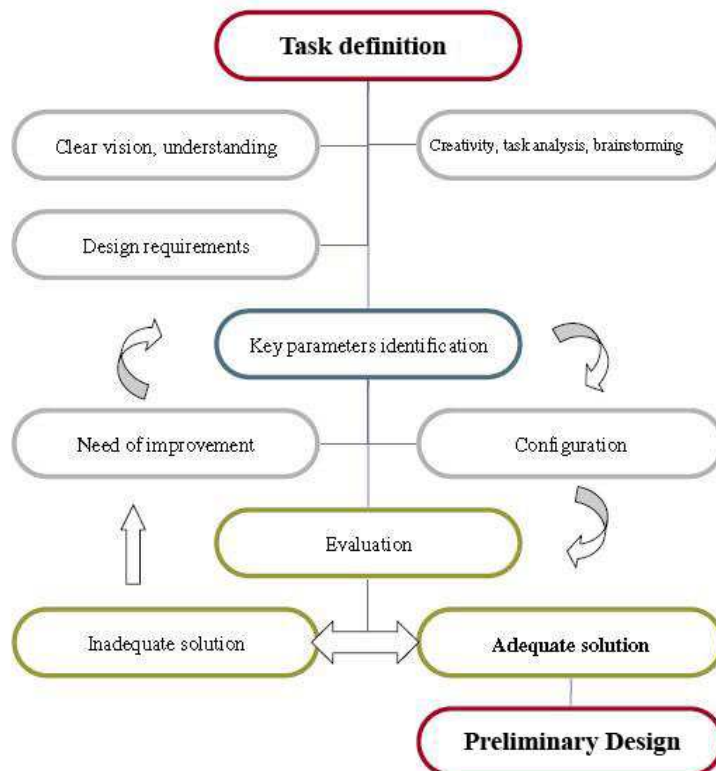 Task definition
Clear vision, understanding
Creativity, task analysis, brainstorming
Design requirements
Key parameters identification
Need of improvement
Configuration
Evaluation
Inadequate solution
Adequate solution
Preliminary Design